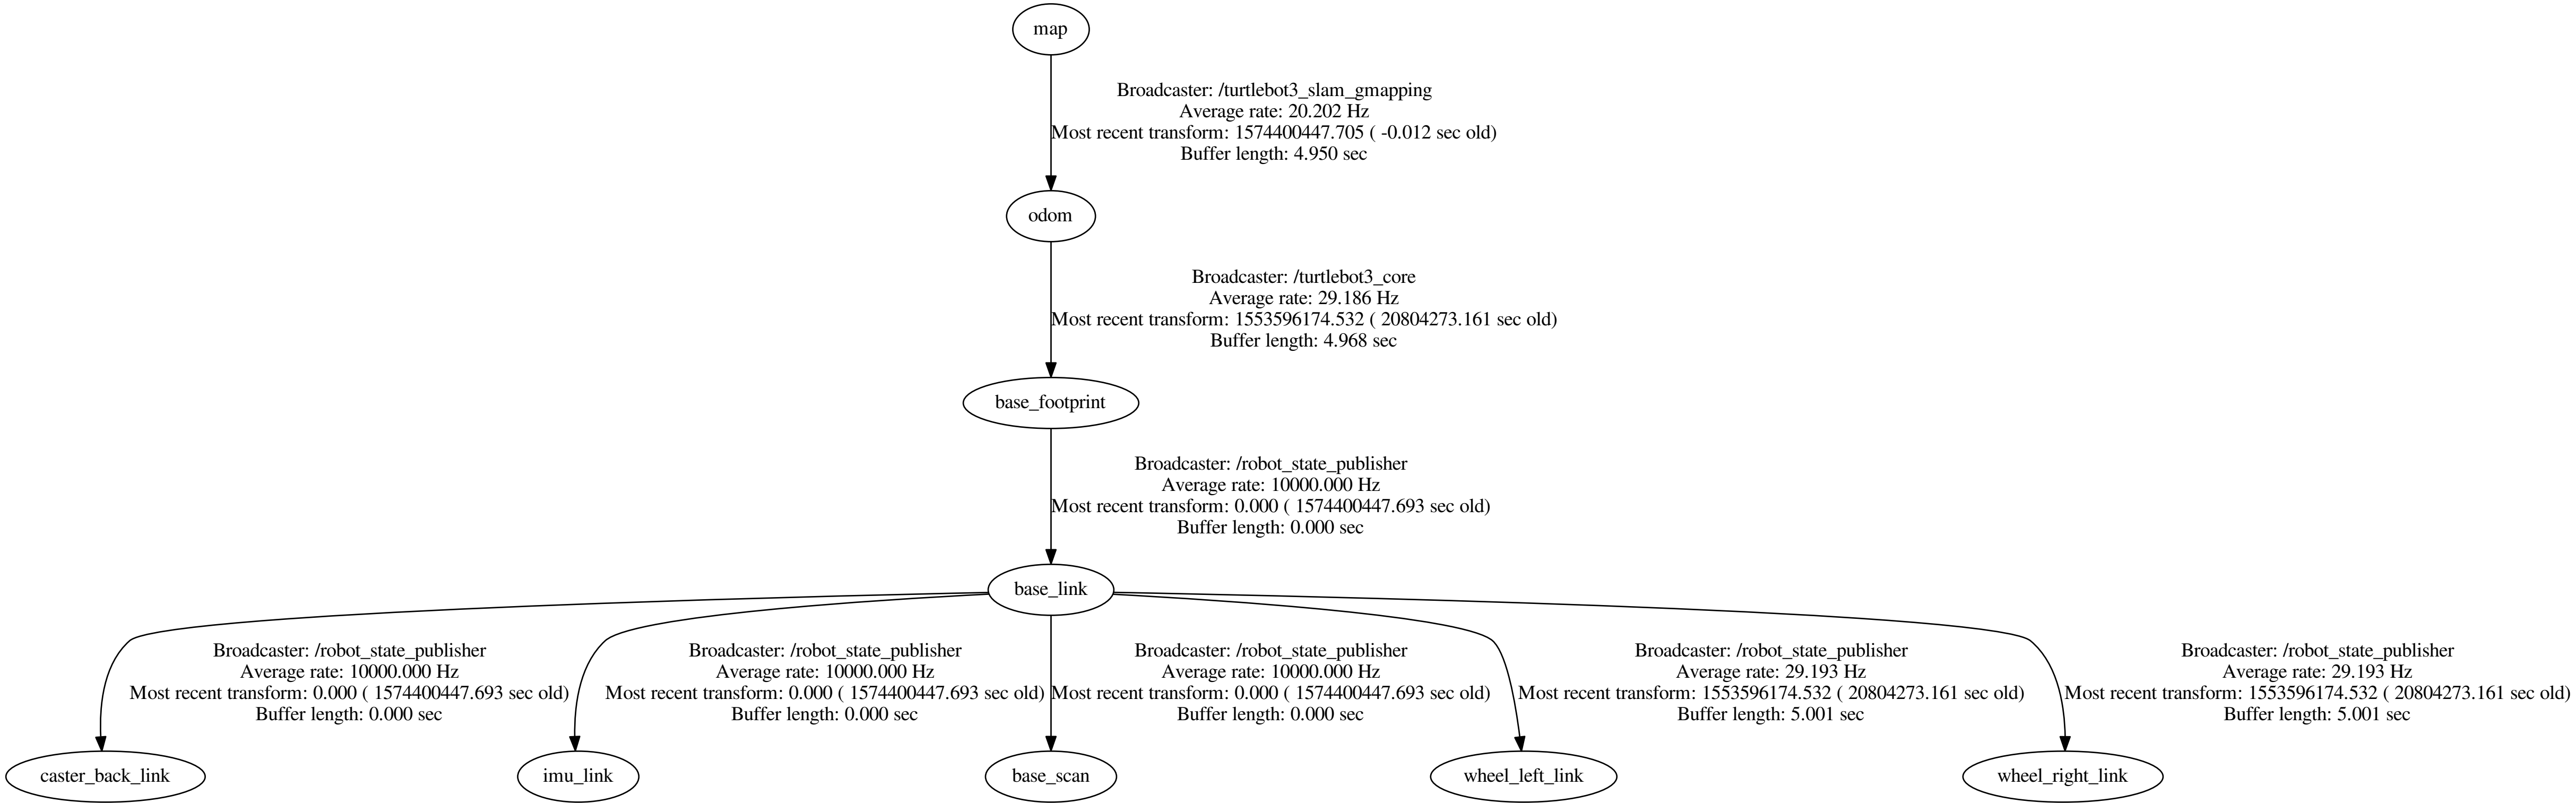 map
Broadcaster: /turtlebot3_slam_gmapping
Average rate: 20.202 Hz
Most recent transform: 1574400447.705 ( -0.012 sec old)
Buffer length: 4.950 sec
odom
Broadcaster: /turtlebot3_core
Average rate: 29.186 Hz
Most recent transform: 1553596174.532 ( 20804273.161 sec old)
Buffer length: 4.968 sec
base_footprint
Broadcaster: /robot_state_publisher
Average rate: 10000.000 Hz
Most recent transform: 0.000 ( 1574400447.693 sec old)
Buffer length: 0.000 sec
base_link
Broadcaster: /robot_state_publisher
Average rate: 10000.000 Hz
Most recent transform: 0.000 ( 1574400447.693 sec old)
Buffer length: 0.000 sec
Broadcaster: /robot_state_publisher
Average rate: 10000.000 Hz
Most recent transform: 0.000 ( 1574400447.693 sec old)
Buffer length: 0.000 sec
Broadcaster: /robot_state_publisher
Average rate: 10000.000 Hz
Most recent transform: 0.000 ( 1574400447.693 sec old)
Buffer length: 0.000 sec
Broadcaster: /robot_state_publisher
Average rate: 29.193 Hz
Most recent transform: 1553596174.532 ( 20804273.161 sec old)
Buffer length: 5.001 sec
Broadcaster: /robot_state_publisher
Average rate: 29.193 Hz
Most recent transform: 1553596174.532 ( 20804273.161 sec old)
Buffer length: 5.001 sec
caster_back_link
imu_link
base_scan
wheel_left_link
wheel_right_link